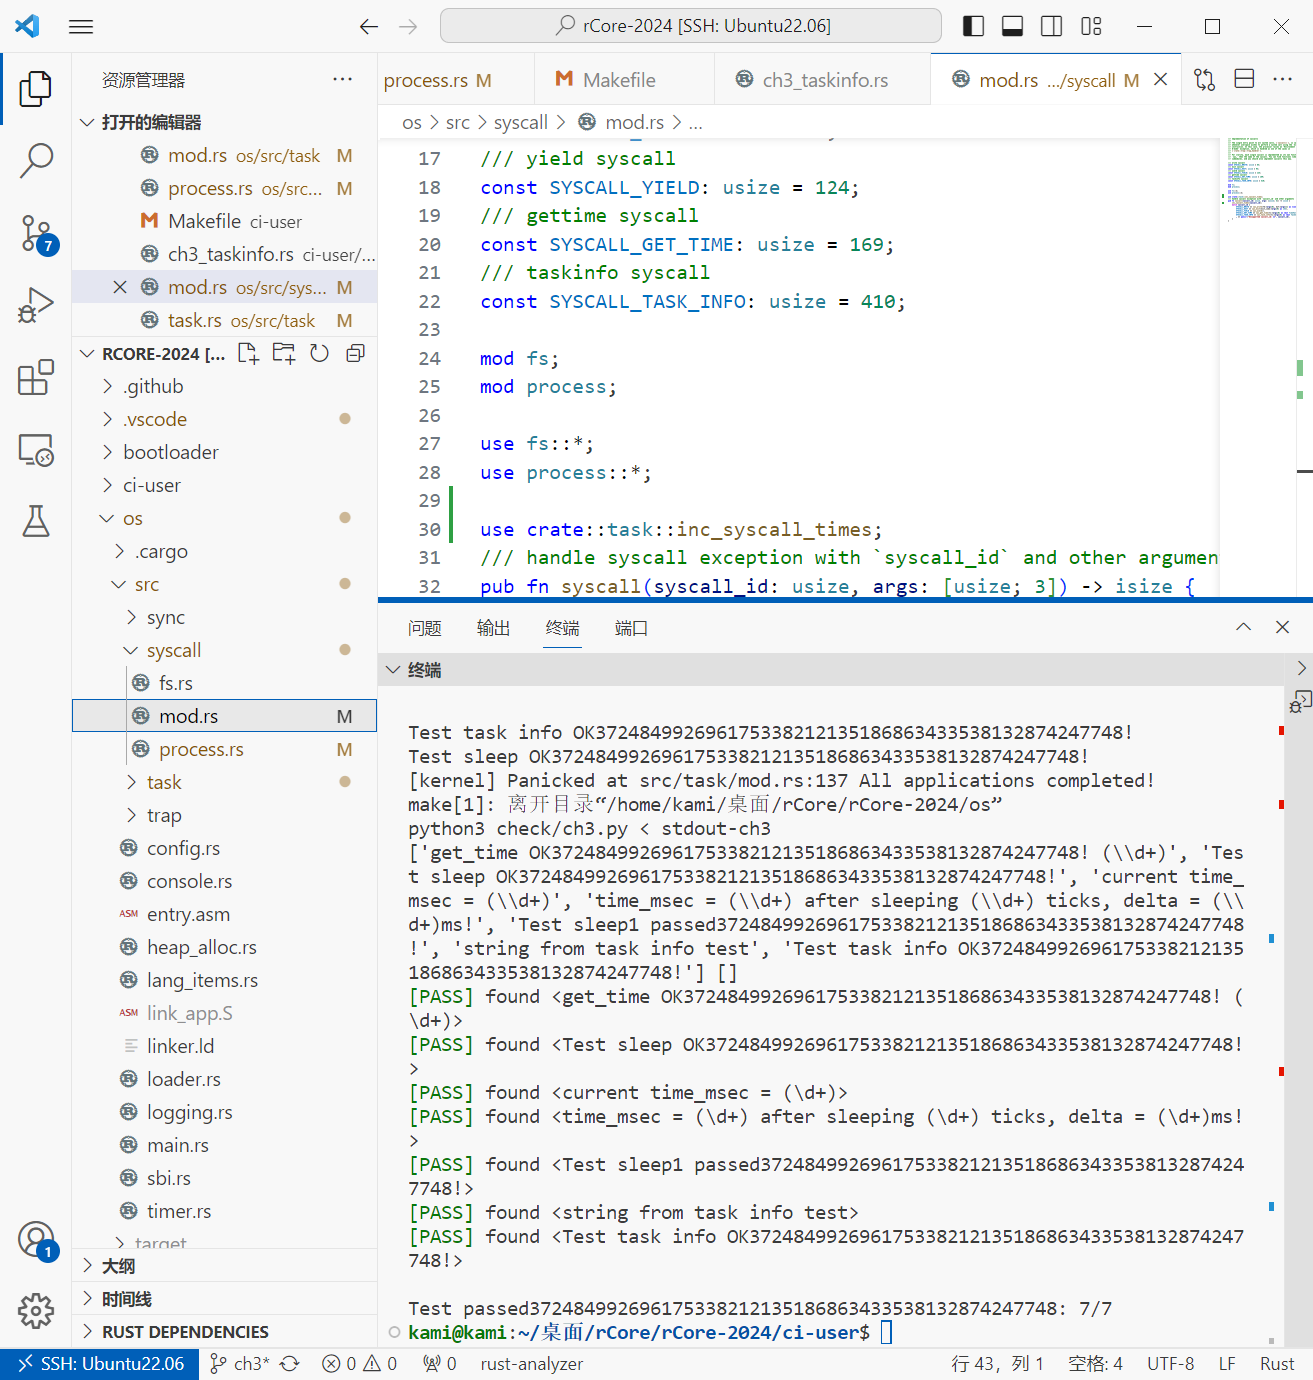 rCore-2024 [SSH: Ubuntu22.06]
资源管理器
打开的编辑器
mod.rs os/src/task M
process.rs os/src... M
Makefile ci-user
ch3_taskinfo.rs ci-user/...
mod.rs os/src/sys... M
task.rs os/src/task M
RCORE-2024 [...
.github
.vscode
bootloader
ci-user
os
.cargo
src
sync
syscall
fs.rs
mod.rs M
process.rs M
task
trap
config.rs
console.rs
ASM entry.asm
heap_alloc.rs
lang_items.rs
ASM link_app.S
linker.ld
loader.rs
logging.rs
main.rs
sbi.rs
timer.rs
target
大纲
时间线
RUST DEPENDENCIES
7
1
process.rs M
Makefile
ch3_taskinfo.rs
mod.rs .../syscall M
os > src > syscall > mod.rs > ...
17 /// yield syscall
18 const SYSCALL_YIELD: usize = 124;
19 /// gettime syscall
20 const SYSCALL_GET_TIME: usize = 169;
21 /// taskinfo syscall
22 const SYSCALL_TASK_INFO: usize = 410;
23
24 mod fs;
25 mod process;
26
27 use fs::*;
28 use process::*;
29
30 use crate::task::inc_syscall_times;
31 /// handle syscall exception with `syscall_id` and other argumen
32 pub fn syscall(syscall_id: usize, args: [usize; 3]) -> isize {
问题 输出 终端 端口
终端
Test task info OK37248499269617533821213518686343353813287424​7748!
Test sleep OK372484992696175338212135186863433538132874247748!
[kernel] Panicked at src/task/mod.rs:137 All applications completed!
make[1]: 离开目录“/home/kami/桌面/rCore/rCore-2024/os”
python3 check/ch3.py < stdout-ch3
['get_time OK372484992696175338212135186863433538132874247748! (\\d+)', 'Tes
t sleep OK372484992696175338212135186863433538132874247748!', 'current time_
msec = (\\d+)', 'time_msec = (\\d+) after sleeping (\\d+) ticks, delta = (\\
d+)ms!', 'Test sleep1 passed372484992696175338212135186863433538132874247748
!', 'string from task info test', 'Test task info OK372484992696175338212135
186863433538132874247748!'] []
[PASS] found <get_time OK372484992696175338212135186863433538132874247748! (
\d+)>
[PASS] found <Test sleep OK372484992696175338212135186863433538132874247748!
>
[PASS] found <current time_msec = (\d+)>
[PASS] found <time_msec = (\d+) after sleeping (\d+) ticks, delta = (\d+)ms!
>
[PASS] found <Test sleep1 passed37248499269617533821213518686343353813287424
7748!>
[PASS] found <string from task info test>
[PASS] found <Test task info OK372484992696175338212135186863433538132874247
748!>
Test passed372484992696175338212135186863433538132874247748: 7/7
kami@kami:~/桌面/rCore/rCore-2024/ci-user$
SSH: Ubuntu22.06 ch3* 0 0 0 rust-analyzer 行 43，列 1 空格: 4 UTF-8 LF Rust